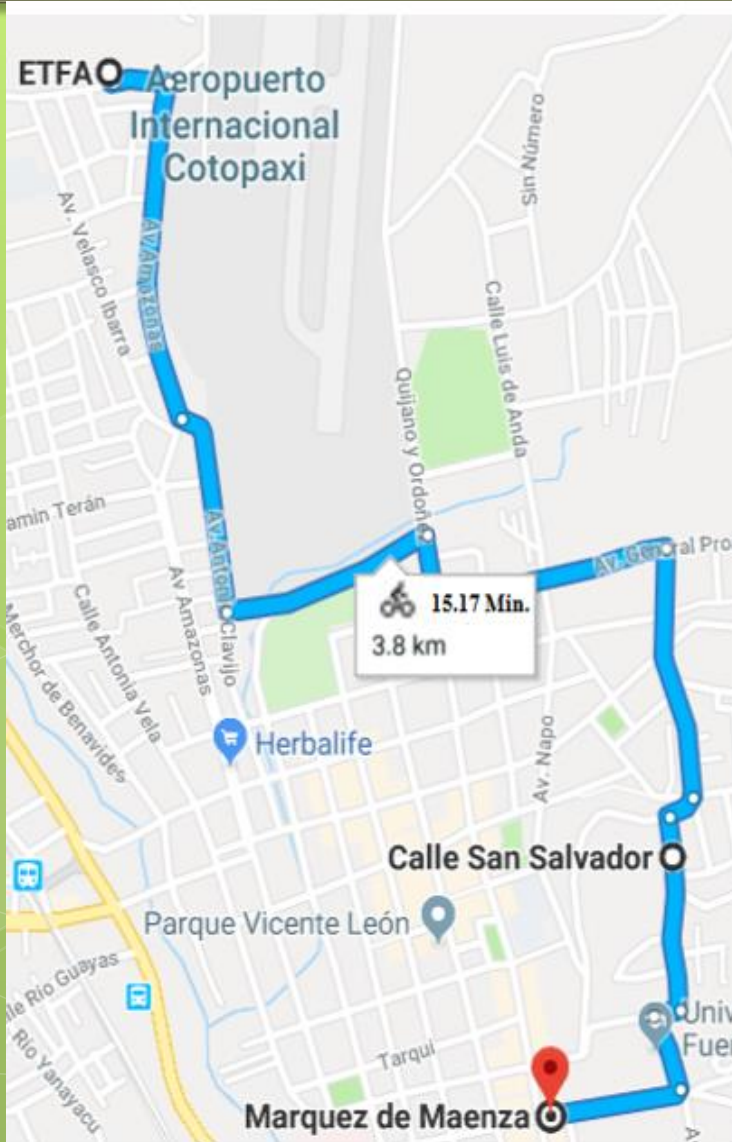 ETFA
Aeropuerto
Internacional
Cotopaxi
Sin Número
Av. Velasco Ibarra
Av Amazonas
Calle Luis de Anda
Quijano y Ordoñez
amin Terán
Av. Antonio Clavijo
Av. General Pro
15.17 Min.
3.8 km
Av Amazonas
Calle Antonia Vela
Merchor de Benavides
Herbalife
Av. Napo
Calle San Salvador
Parque Vicente León
lle Río Guayas
Río Yanayacu
Univ
Fuer
Tarqui
Marquez de Maenza
A